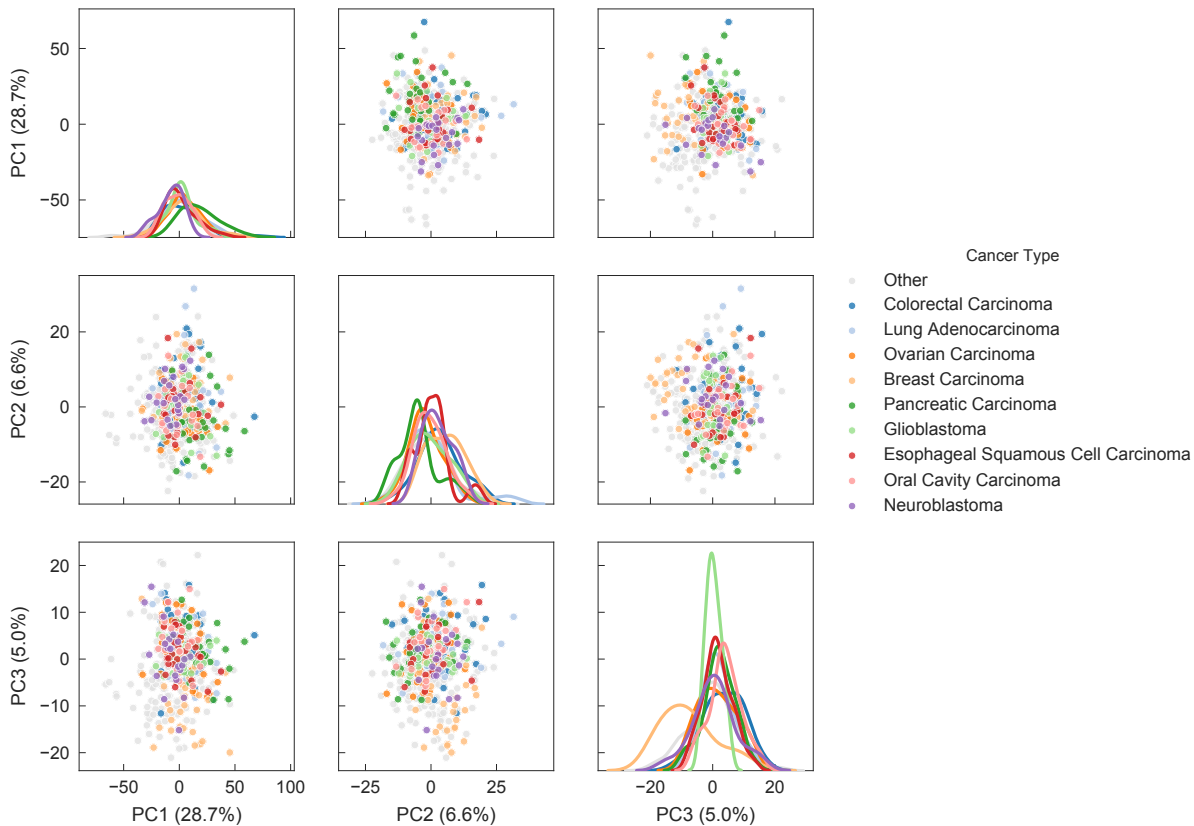 50
0
−50
PC1 (28.7%)
20
0
−20
PC2 (6.6%)
20
10
0
−10
−20
PC3 (5.0%)
−50
0
50
100
PC1 (28.7%)
−25
0
25
PC2 (6.6%)
−20
0
20
PC3 (5.0%)
Cancer Type
Other
Colorectal Carcinoma
Lung Adenocarcinoma
Ovarian Carcinoma
Breast Carcinoma
Pancreatic Carcinoma
Glioblastoma
Esophageal Squamous Cell Carcinoma
Oral Cavity Carcinoma
Neuroblastoma